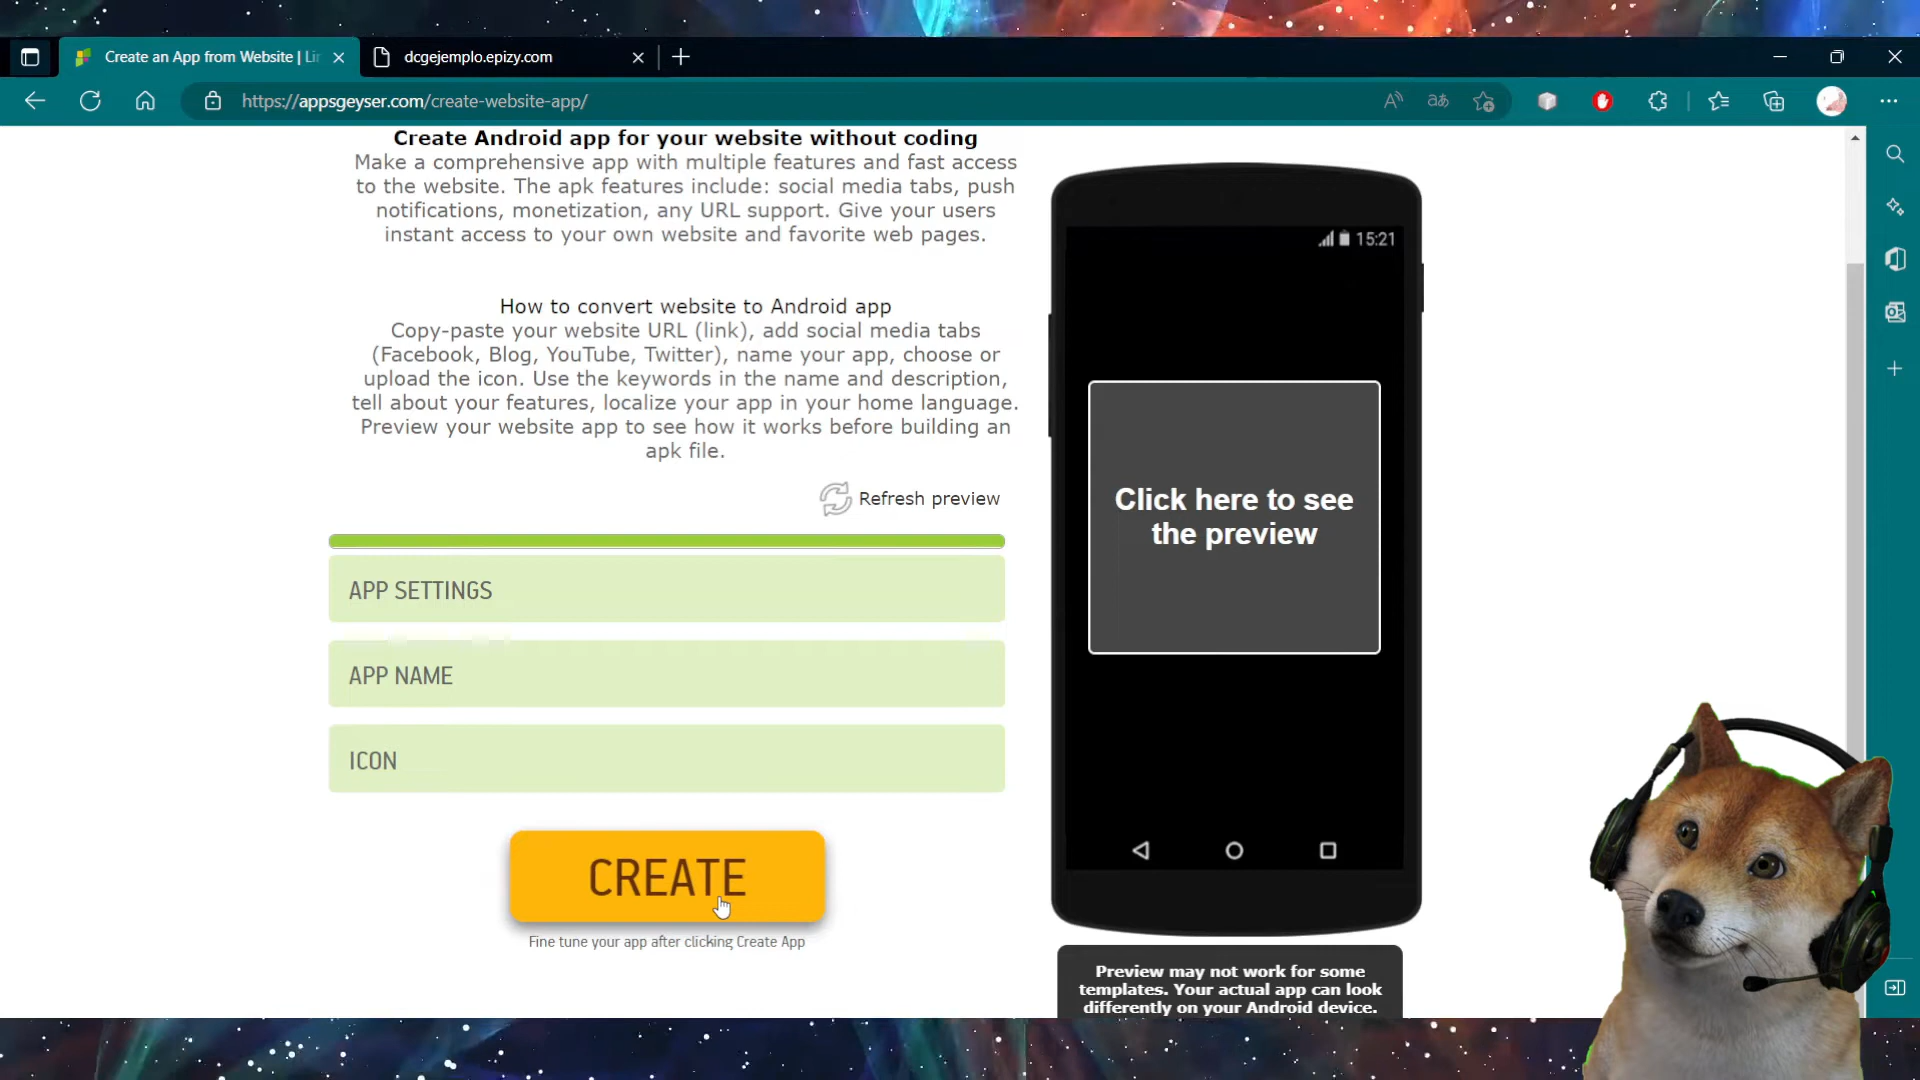 Create an App from Website | Lin
dcgejemplo.epizy.com
https://appsgeyser.com/create-website-app/
Create Android app for your website without coding
Make a comprehensive app with multiple features and fast access
to the website. The apk features include: social media tabs, push
notifications, monetization, any URL support. Give your users
instant access to your own website and favorite web pages.
How to convert website to Android app
Copy-paste your website URL (link), add social media tabs
(Facebook, Blog, YouTube, Twitter), name your app, choose or
upload the icon. Use the keywords in the name and description,
tell about your features, localize your app in your home language.
Preview your website app to see how it works before building an
apk file.
Refresh preview
APP SETTINGS
APP NAME
ICON
CREATE
Fine tune your app after clicking Create App
15:21
Click here to see
the preview
Preview may not work for some
templates. Your actual app can look
differently on your Android device.